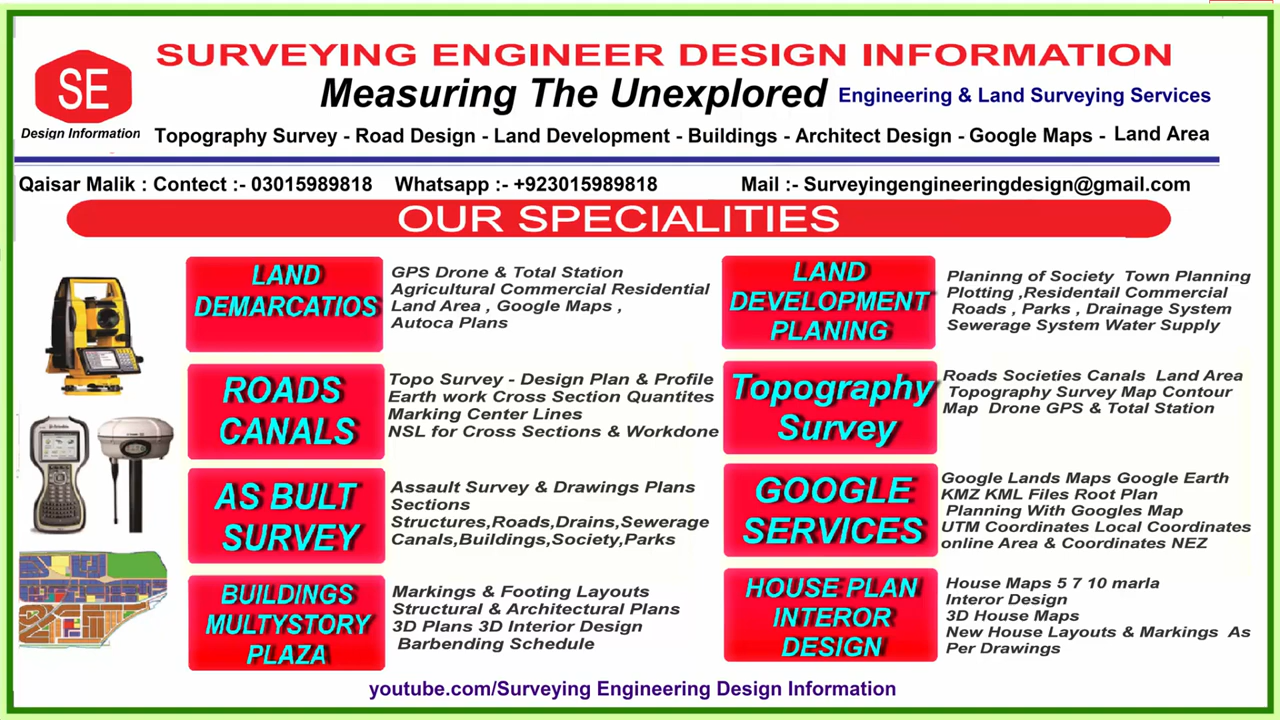 SE
Design Information
SURVEYING ENGINEER DESIGN INFORMATION
Measuring The Unexplored Engineering & Land Surveying Services
Topography Survey - Road Design - Land Development - Buildings - Architect Design - Google Maps - Land Area
Qaisar Malik : Contect :- 03015989818 Whatsapp :- +923015989818 Mail :- Surveyingengineeringdesign@gmail.com
OUR SPECIALITIES
LAND
DEMARCATIOS
GPS Drone & Total Station
Agricultural Commercial Residential
Land Area , Google Maps ,
Autoca Plans
LAND
DEVELOPMENT
PLANING
Planinng of Society Town Planning
Plotting ,Residentail Commercial
Roads , Parks , Drainage System
Sewerage System Water Supply
ROADS
CANALS
Topo Survey - Design Plan & Profile
Earth work Cross Section Quantites
Marking Center Lines
NSL for Cross Sections & Workdone
Topography
Survey
Roads Societies Canals Land Area
Topography Survey Map Contour
Map Drone GPS & Total Station
AS BULT
SURVEY
Assault Survey & Drawings Plans
Sections
Structures,Roads,Drains,Sewerage
Canals,Buildings,Society,Parks
GOOGLE
SERVICES
Google Lands Maps Google Earth
KMZ KML Files Root Plan
Planning With Googles Map
UTM Coordinates Local Coordinates
online Area & Coordinates NEZ
BUILDINGS
MULTYSTORY
PLAZA
Markings & Footing Layouts
Structural & Architectural Plans
3D Plans 3D Interior Design
Barbending Schedule
HOUSE PLAN
INTEROR
DESIGN
House Maps 5 7 10 marla
Interor Design
3D House Maps
New House Layouts & Markings As
Per Drawings
youtube.com/Surveying Engineering Design Information